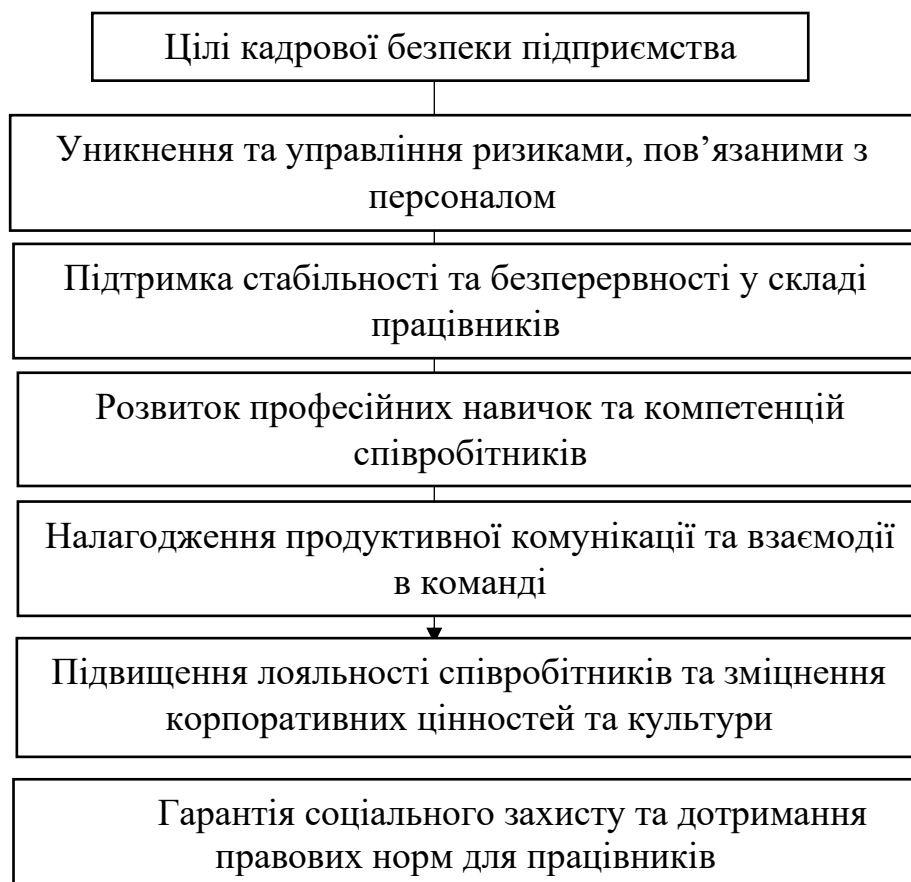 Цілі кадрової безпеки підприємства
Уникнення та управління ризиками, пов’язаними з
персоналом
Підтримка стабільності та безперервності у складі
працівників
Розвиток професійних навичок та компетенцій
співробітників
Налагодження продуктивної комунікації та взаємодії
в команді
Підвищення лояльності співробітників та зміцнення
корпоративних цінностей та культури
Гарантія соціального захисту та дотримання
правових норм для працівників